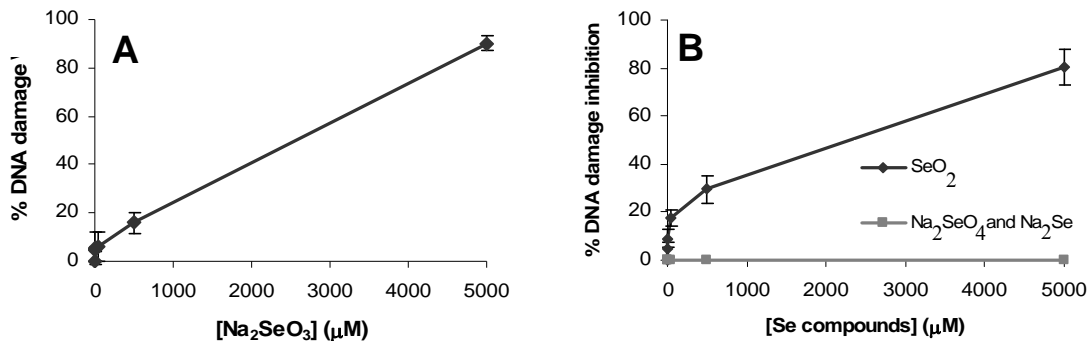 A
% DNA damage
100
80
60
40
20
0
0 1000 2000 3000 4000 5000
[Na₂SeO₃] (μM)
B
% DNA damage inhibition
100
80
60
40
20
0
SeO₂
Na₂SeO₄ and Na₂Se
0 1000 2000 3000 4000 5000
[Se compounds] (μM)